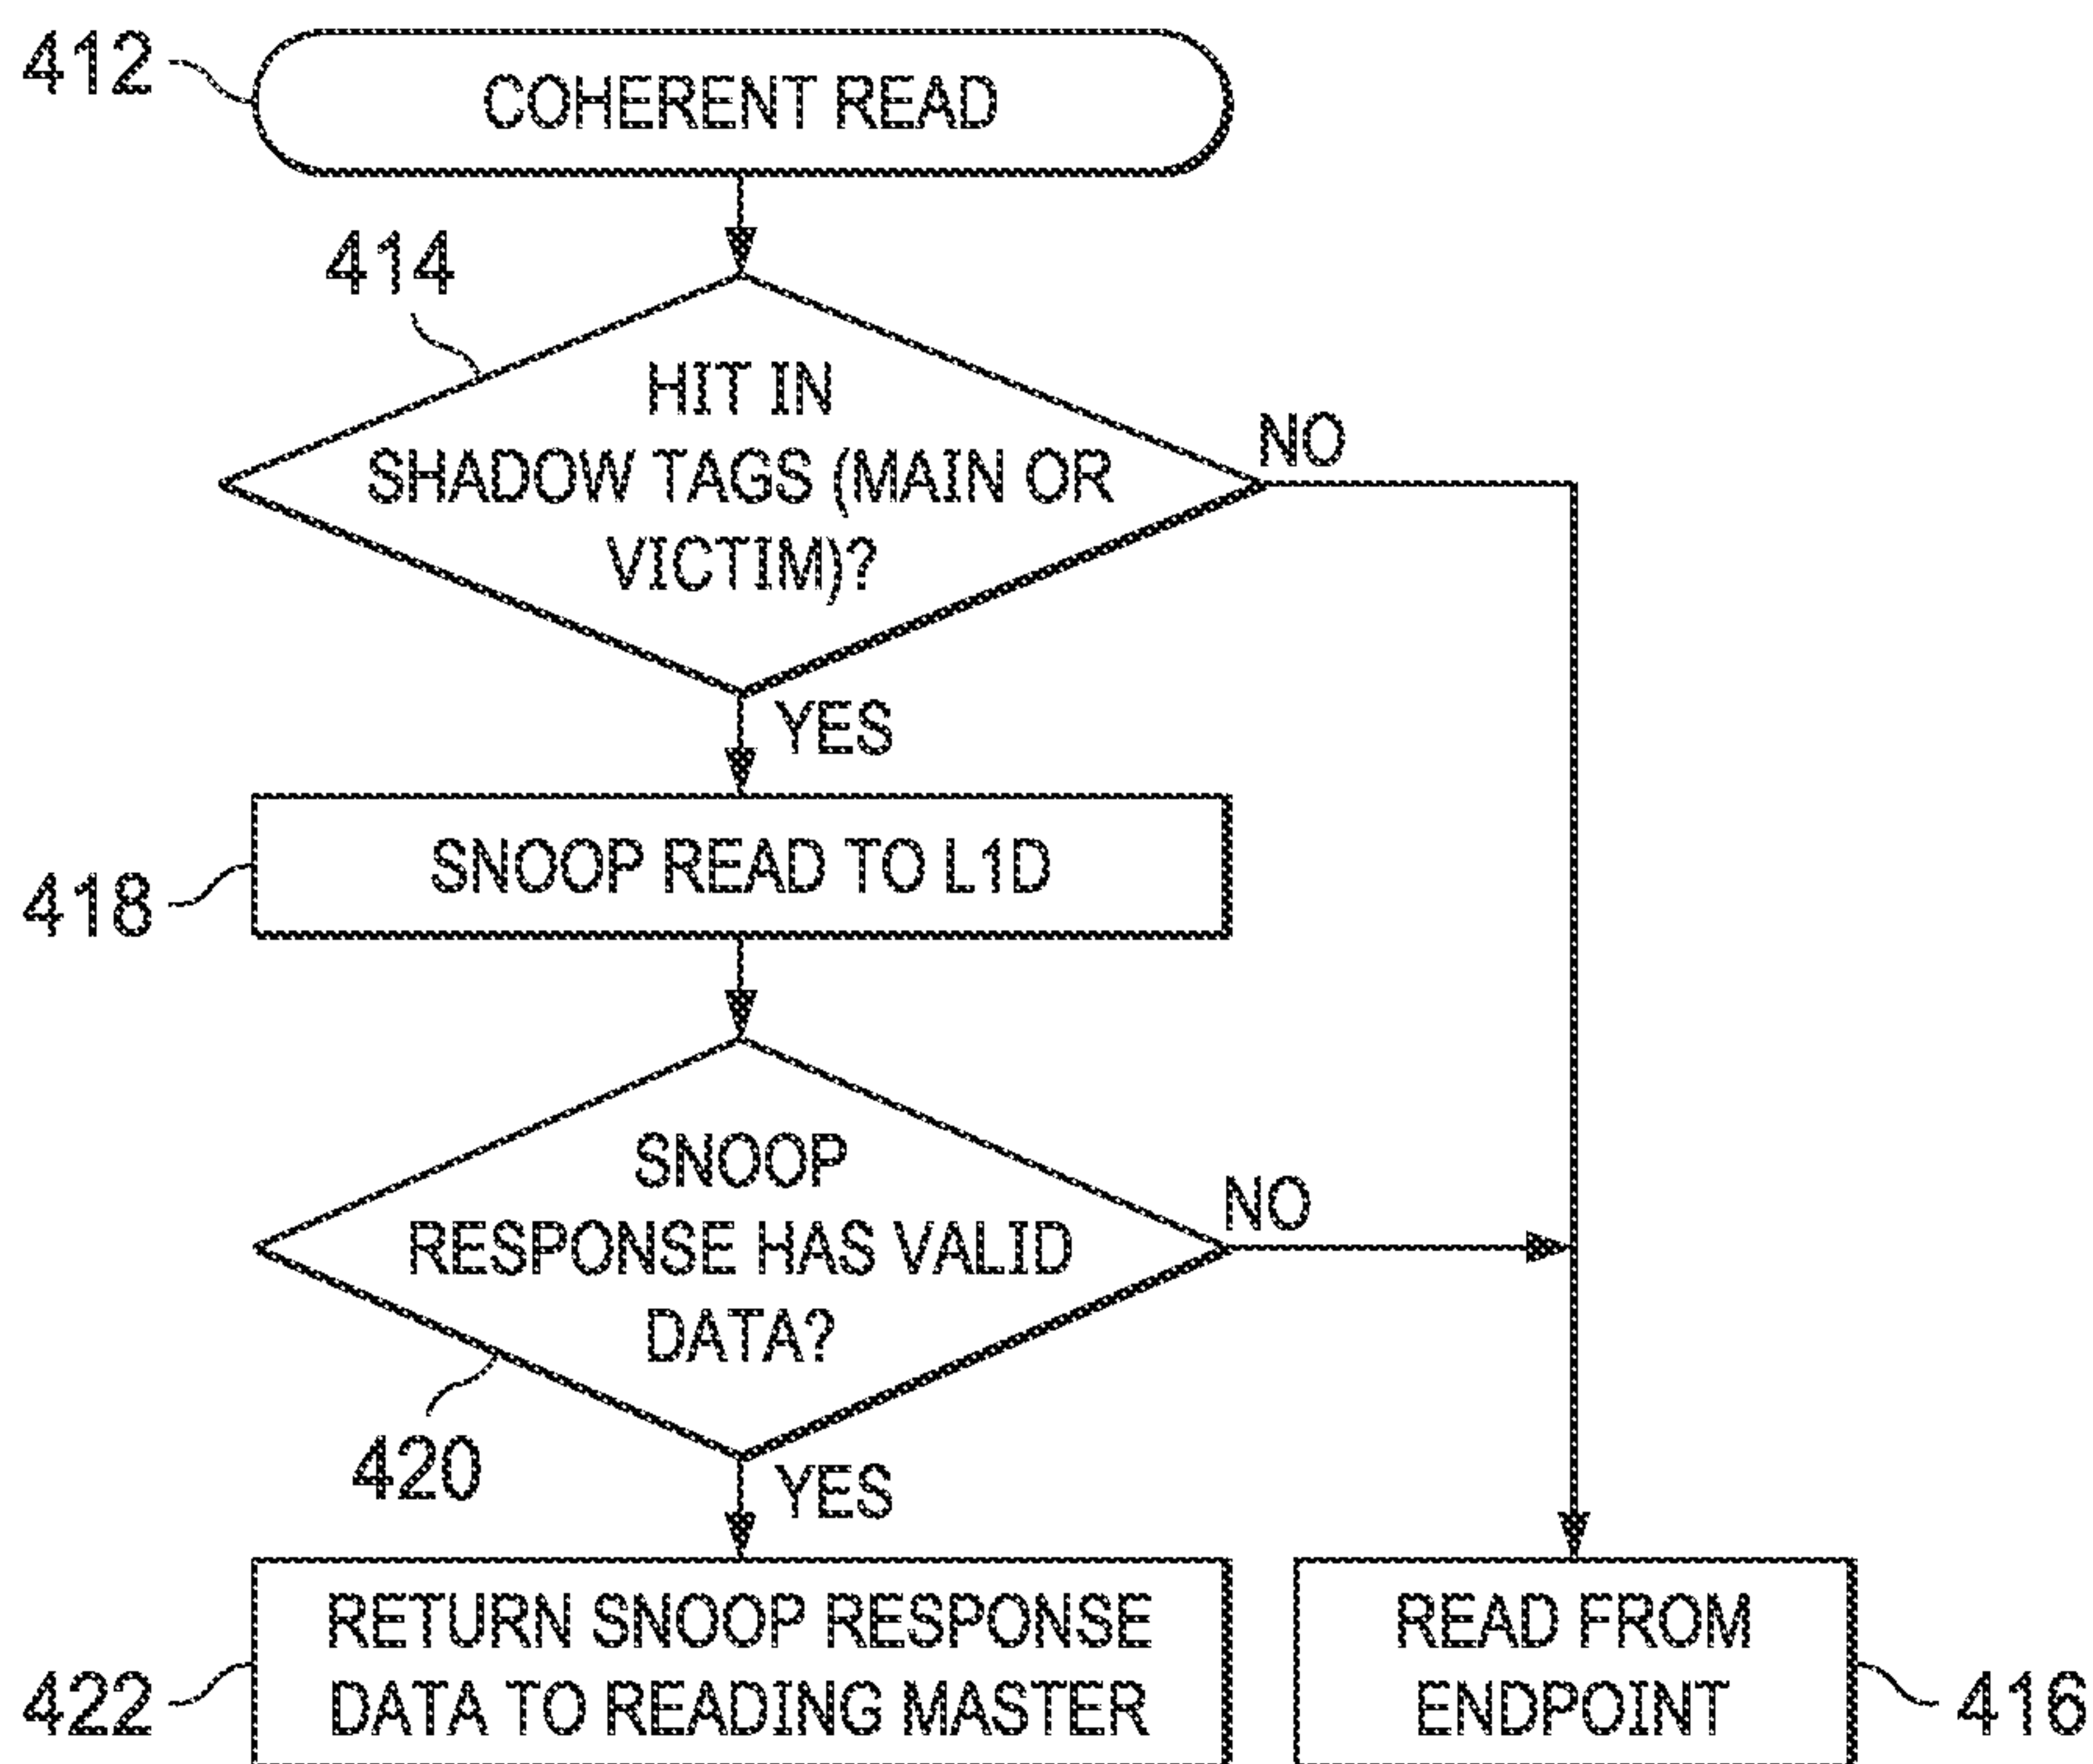 412
COHERENT READ
414
HIT IN
SHADOW TAGS (MAIN OR
VICTIM)?
NO
YES
418
SNOOP READ TO L1D
SNOOP
RESPONSE HAS VALID
DATA?
NO
420
YES
422
RETURN SNOOP RESPONSE
DATA TO READING MASTER
READ FROM
ENDPOINT
416